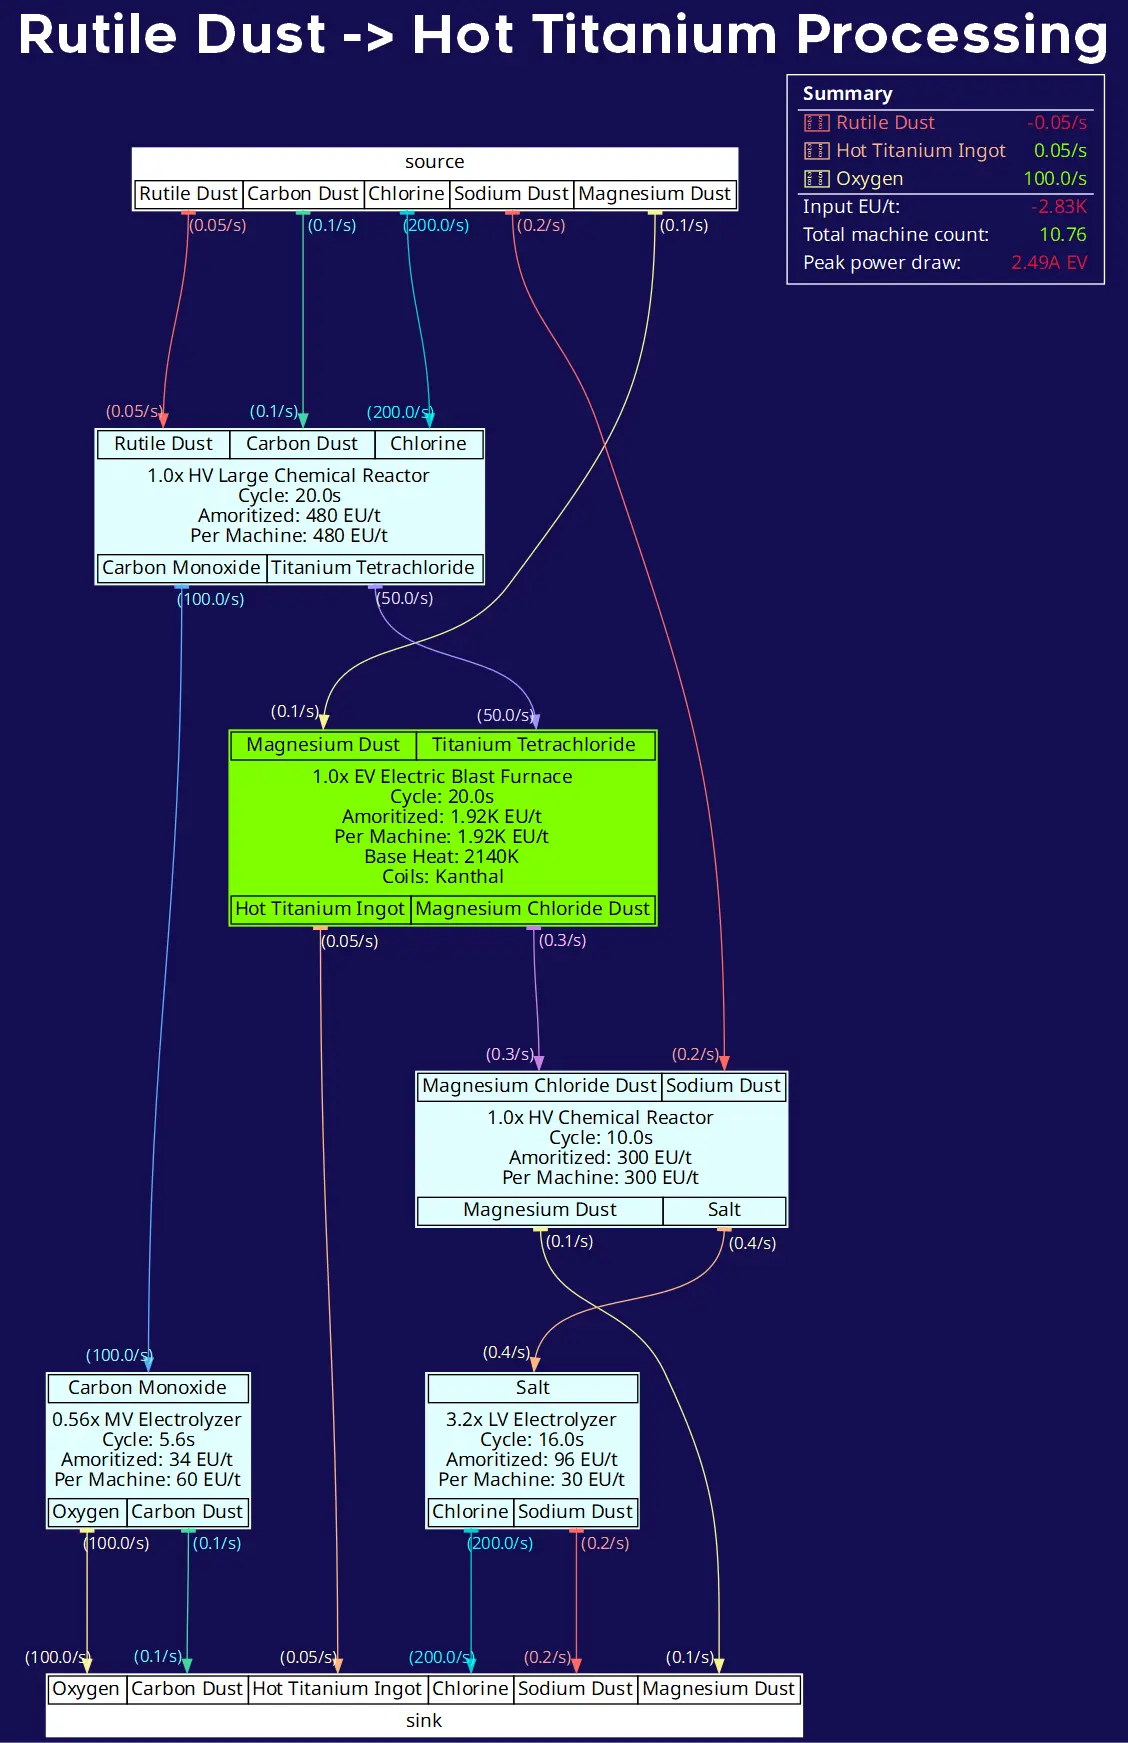 Rutile Dust -> Hot Titanium Processing
Summary
Rutile Dust -0.05/s
Hot Titanium Ingot 0.05/s
Oxygen 100.0/s
Input EU/t: -2.83K
Total machine count: 10.76
Peak power draw: 2.49A EV
source
Rutile Dust Carbon Dust Chlorine Sodium Dust Magnesium Dust
(0.05/s) (0.1/s) (200.0/s) (0.2/s) (0.1/s)
(0.05/s) (0.1/s) (200.0/s)
Rutile Dust Carbon Dust Chlorine
1.0x HV Large Chemical Reactor
Cycle: 20.0s
Amoritized: 480 EU/t
Per Machine: 480 EU/t
Carbon Monoxide Titanium Tetrachloride
(100.0/s) (50.0/s)
(0.1/s) (50.0/s)
Magnesium Dust Titanium Tetrachloride
1.0x EV Electric Blast Furnace
Cycle: 20.0s
Amoritized: 1.92K EU/t
Per Machine: 1.92K EU/t
Base Heat: 2140K
Coils: Kanthal
Hot Titanium Ingot Magnesium Chloride Dust
(0.05/s) (0.3/s)
(0.3/s) (0.2/s)
Magnesium Chloride Dust Sodium Dust
1.0x HV Chemical Reactor
Cycle: 10.0s
Amoritized: 300 EU/t
Per Machine: 300 EU/t
Magnesium Dust Salt
(0.1/s) (0.4/s)
(100.0/s) (0.4/s)
Carbon Monoxide
0.56x MV Electrolyzer
Cycle: 5.6s
Amoritized: 34 EU/t
Per Machine: 60 EU/t
Oxygen Carbon Dust
(100.0/s) (0.1/s)
Salt
3.2x LV Electrolyzer
Cycle: 16.0s
Amoritized: 96 EU/t
Per Machine: 30 EU/t
Chlorine Sodium Dust
(200.0/s) (0.2/s)
(100.0/s) (0.1/s) (0.05/s) (200.0/s) (0.2/s) (0.1/s)
Oxygen Carbon Dust Hot Titanium Ingot Chlorine Sodium Dust Magnesium Dust
sink